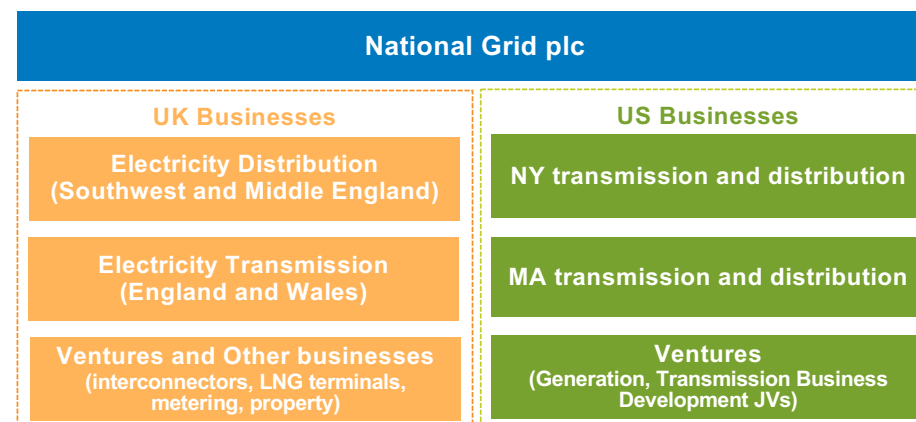 National Grid plc
UK Businesses
Electricity Distribution
(Southwest and Middle England)
Electricity Transmission
(England and Wales)
Ventures and Other businesses
(interconnectors, LNG terminals,
metering, property)
US Businesses
NY transmission and distribution
MA transmission and distribution
Ventures
(Generation, Transmission Business
Development JVs)